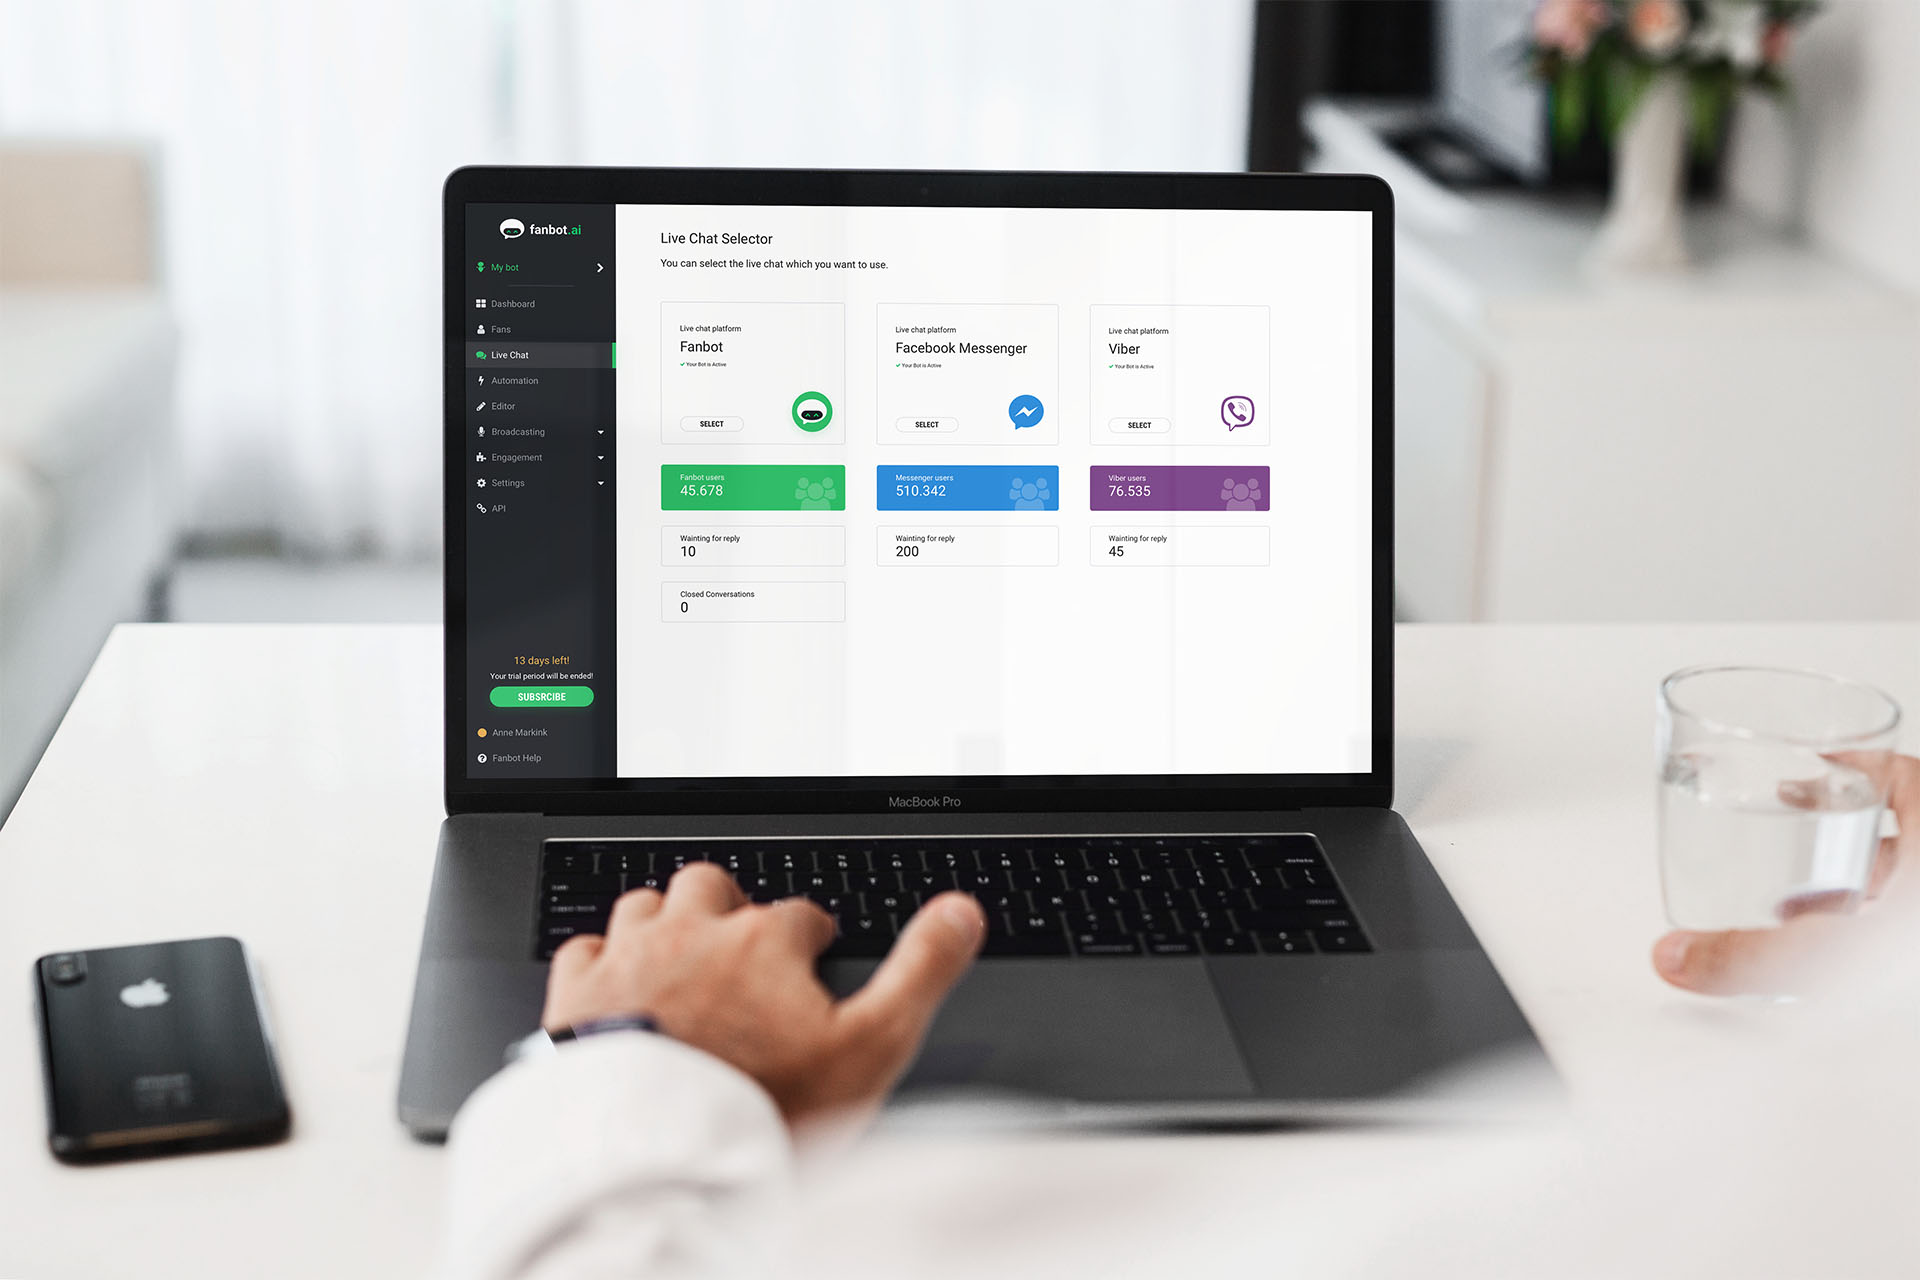 fanbot.ai
My bot
Dashboard
Fans
Live Chat
Automation
Editor
Broadcasting
Engagement
Settings
API
13 days left!
Your trial period will be ended!
SUBSRCIBE
Anne Markink
Fanbot Help
Live Chat Selector
You can select the live chat which you want to use.
Live chat platform
Fanbot
Your Bot is Active
SELECT
Live chat platform
Facebook Messenger
Your Bot is Active
SELECT
Live chat platform
Viber
Your Bot is Active
SELECT
Fanbot users
45.678
Messenger users
510.342
Viber users
76.535
Wainting for reply
10
Wainting for reply
200
Wainting for reply
45
Closed Conversations
0
MacBook Pro